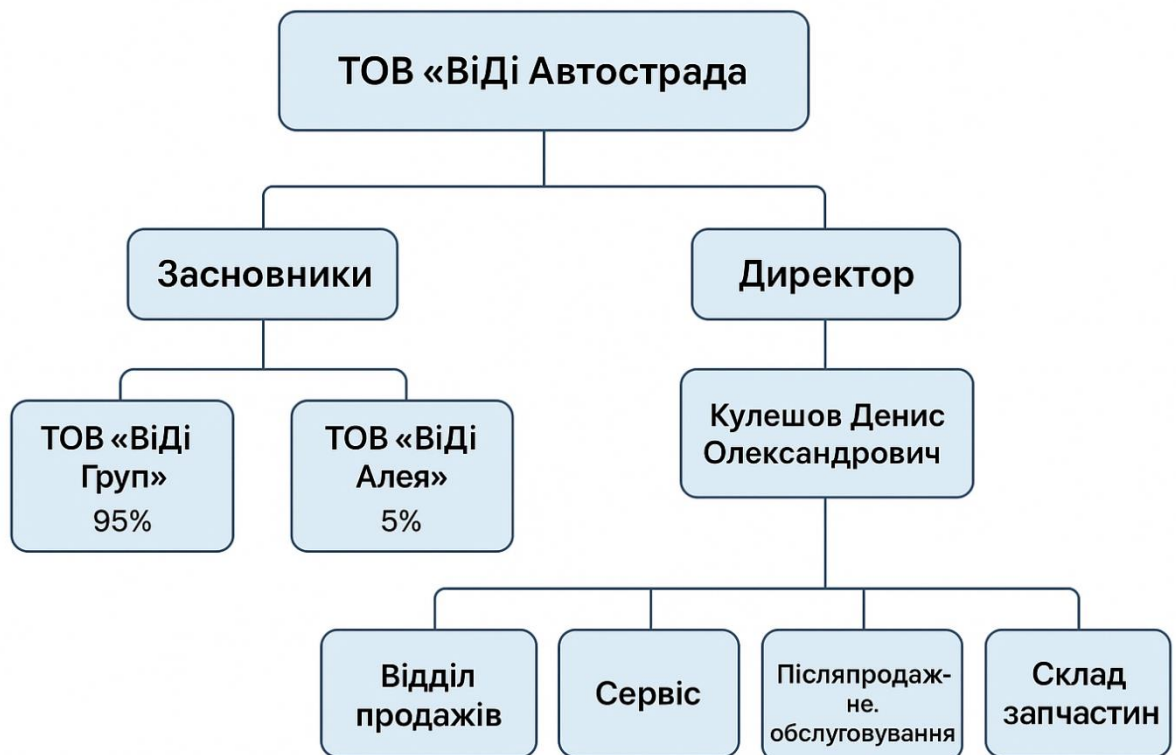 ТОВ «ВіДі Автострада
Засновники
Директор
ТОВ «ВіДі
Груп»
95%
ТОВ «ВіДі
Алея»
5%
Кулешов Денис
Олександрович
Відділ
продажів
Сервіс
Післяпродаж-
не.
обслуговування
Склад
запчастин